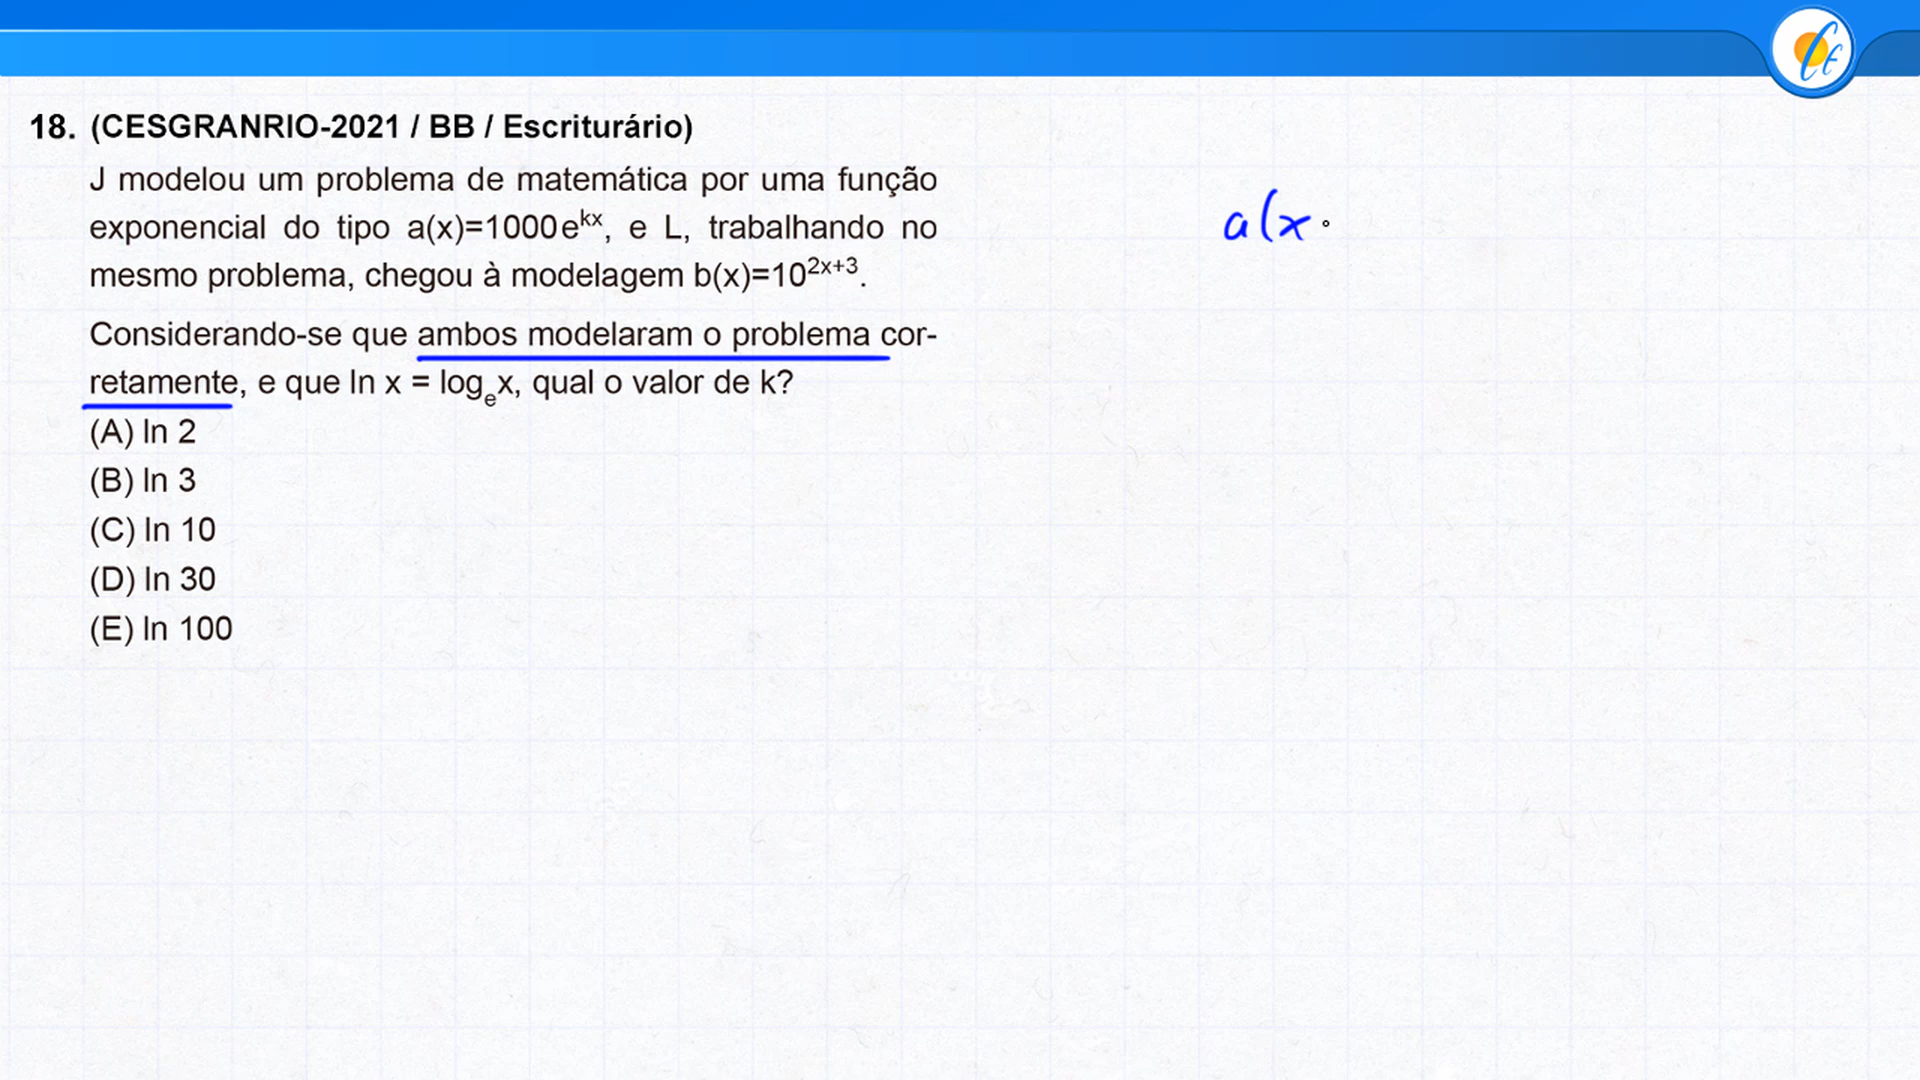 18. (CESGRANRIO-2021 / BB / Escriturário)
J modelou um problema de matemática por uma função
exponencial do tipo a(x)=1000e^{kx}, e L, trabalhando no
mesmo problema, chegou à modelagem b(x)=10^{2x+3}.
Considerando-se que ambos modelaram o problema cor-
retamente, e que ln x = log_e x, qual o valor de k?
(A) ln 2
(B) ln 3
(C) ln 10
(D) ln 30
(E) ln 100
a(x